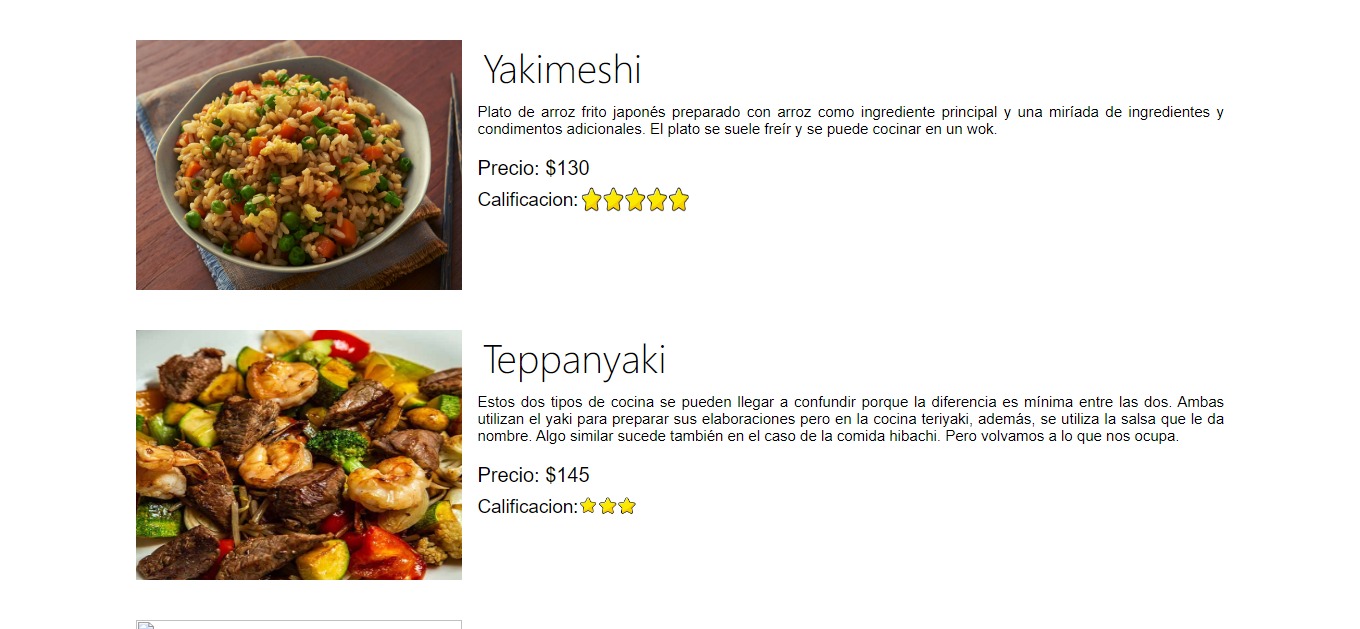 Yakimeshi
Plato de arroz frito japonés preparado con arroz como ingrediente principal y una miríada de ingredientes y
condimentos adicionales. El plato se suele freír y se puede cocinar en un wok.
Precio: $130
Calificacion:
Teppanyaki
Estos dos tipos de cocina se pueden llegar a confundir porque la diferencia es mínima entre las dos. Ambas
utilizan el yaki para preparar sus elaboraciones pero en la cocina teriyaki, además, se utiliza la salsa que le da
nombre. Algo similar sucede también en el caso de la comida hibachi. Pero volvamos a lo que nos ocupa.
Precio: $145
Calificacion: